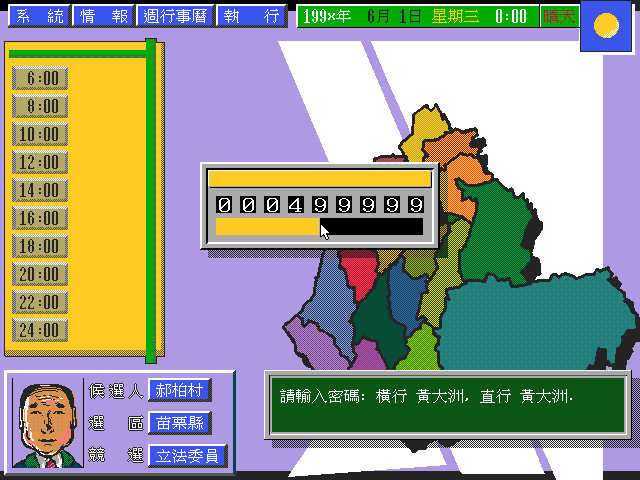 系 統 情 報 週行事曆 執 行 199×年 6月 1日 星期三 0:00 晴天
6:00
8:00
10:00
12:00
14:00
16:00
18:00
20:00
22:00
24:00
000499999
候選人 郝柏村
選 區 苗栗縣
競 選 立法委員
請輸入密碼: 橫行 黃大洲, 直行 黃大洲.